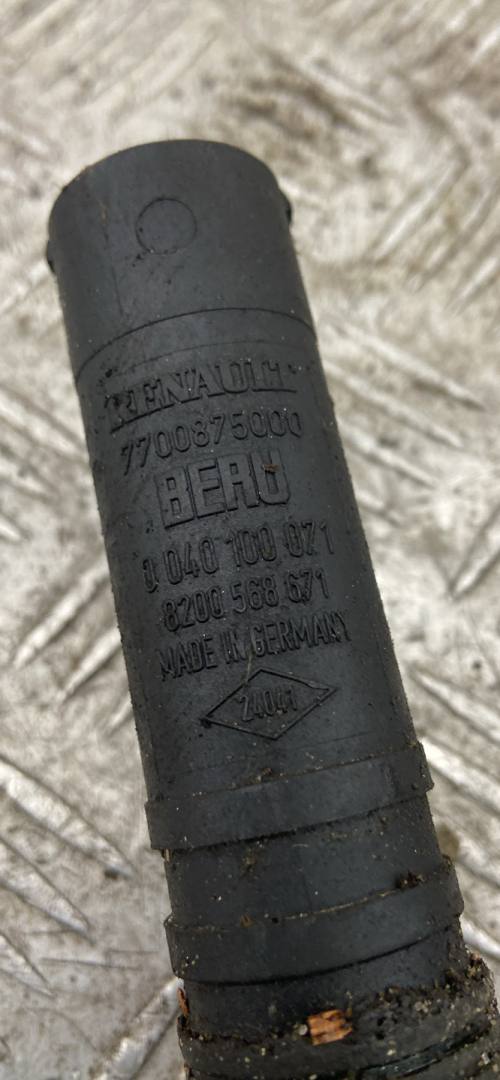 RENAULT
7700875000
BERU
0 040 100 071
8200 568 671
MADE IN GERMANY
24041